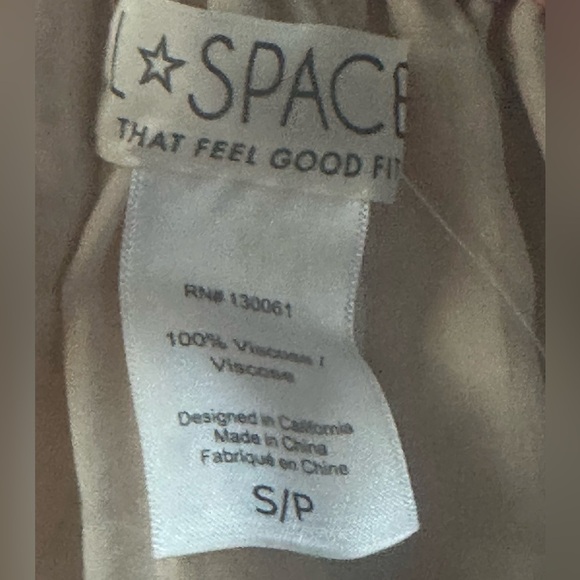 L☆SPACE
THAT FEEL GOOD FIT
RN# 130061
100% Viscose /
Viscose
Designed in California
Made in China
Fabriqué en Chine
S/P